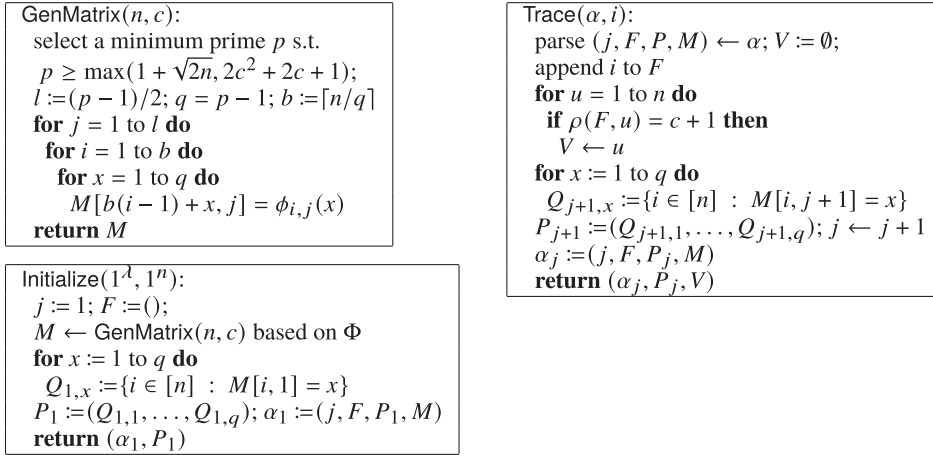 GenMatrix(n, c):
select a minimum prime p s.t.
p ≥ max(1 + √2n, 2c² + 2c + 1);
l := (p − 1)/2; q = p − 1; b := ⌈n/q⌉
for j = 1 to l do
for i = 1 to b do
for x = 1 to q do
M[b(i − 1) + x, j] = ϕᵢ,ⱼ(x)
return M
Initialize(1^λ, 1^n):
j := 1; F := ();
M ← GenMatrix(n, c) based on Φ
for x := 1 to q do
Q_{1,x} := {i ∈ [n] : M[i, 1] = x}
P_1 := (Q_{1,1}, . . . , Q_{1,q}); α_1 := (j, F, P_1, M)
return (α_1, P_1)
Trace(α, i):
parse (j, F, P, M) ← α; V := ∅;
append i to F
for u = 1 to n do
if ρ(F, u) = c + 1 then
V ← u
for x := 1 to q do
Q_{j+1,x} := {i ∈ [n] : M[i, j + 1] = x}
P_{j+1} := (Q_{j+1,1}, . . . , Q_{j+1,q}); j ← j + 1
α_j := (j, F, P_j, M)
return (α_j, P_j, V)